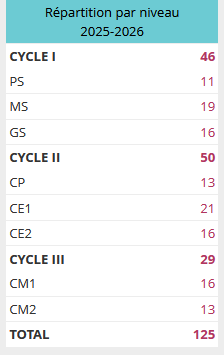 Répartition par niveau
2025-2026
CYCLE I 46
PS 11
MS 19
GS 16
CYCLE II 50
CP 13
CE1 21
CE2 16
CYCLE III 29
CM1 16
CM2 13
TOTAL 125